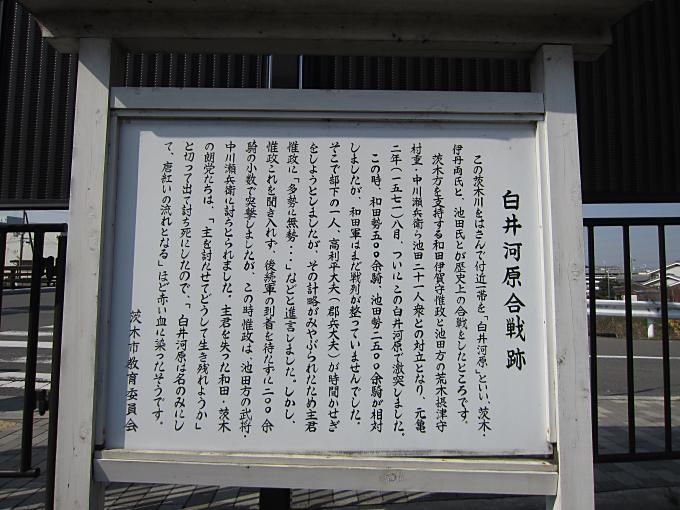 白井河原合戦跡
この茨木川をはさんで付近一帯を、「白井河原」といい、茨木・
伊丹両氏と、池田氏とが歴史上の合戦をしたところです。
茨木方を支持する和田伊賀守惟政と池田方の荒木摂津守
村重・中川瀬兵衛ら池田二十一人衆との対立となり、元亀
二年(一五七一)八月、ついにこの白井河原で激突しました。
この時、和田勢五〇〇余騎、池田勢二五〇〇余騎が相対
しましたが、和田軍はまだ戦列が整っていませんでした。
そこで部下の一人、高利平太夫(郡兵太夫)が時間かせぎ
をしようとしましたが、その計略がみやぶられたため主君
惟政に「多勢に無勢・・・」などと進言しました。しかし、
惟政これを聞き入れず、後続軍の到着を待たずに二〇〇余
騎の小数で突撃しましたが、この時惟政は、池田方の武将・
中川瀬兵衛に討ちとられました。主君を失った和田・茨木
の朗党たちは、「主を討たせてどうして生き残れようか」
と切って出て討ち死にしたので、「白井河原は名のみにし
て、唐紅いの流れとなる」ほど赤い血に染ったそうです。
茨木市教育委員会